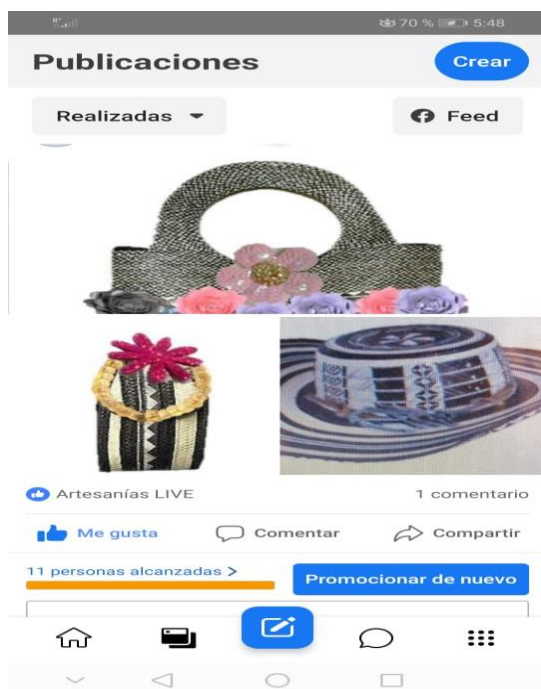 70 % 5:48
Publicaciones
Crear
Realizadas
Feed
Artesanías LIVE
1 comentario
Me gusta
Comentar
Compartir
11 personas alcanzadas >
Promocionar de nuevo